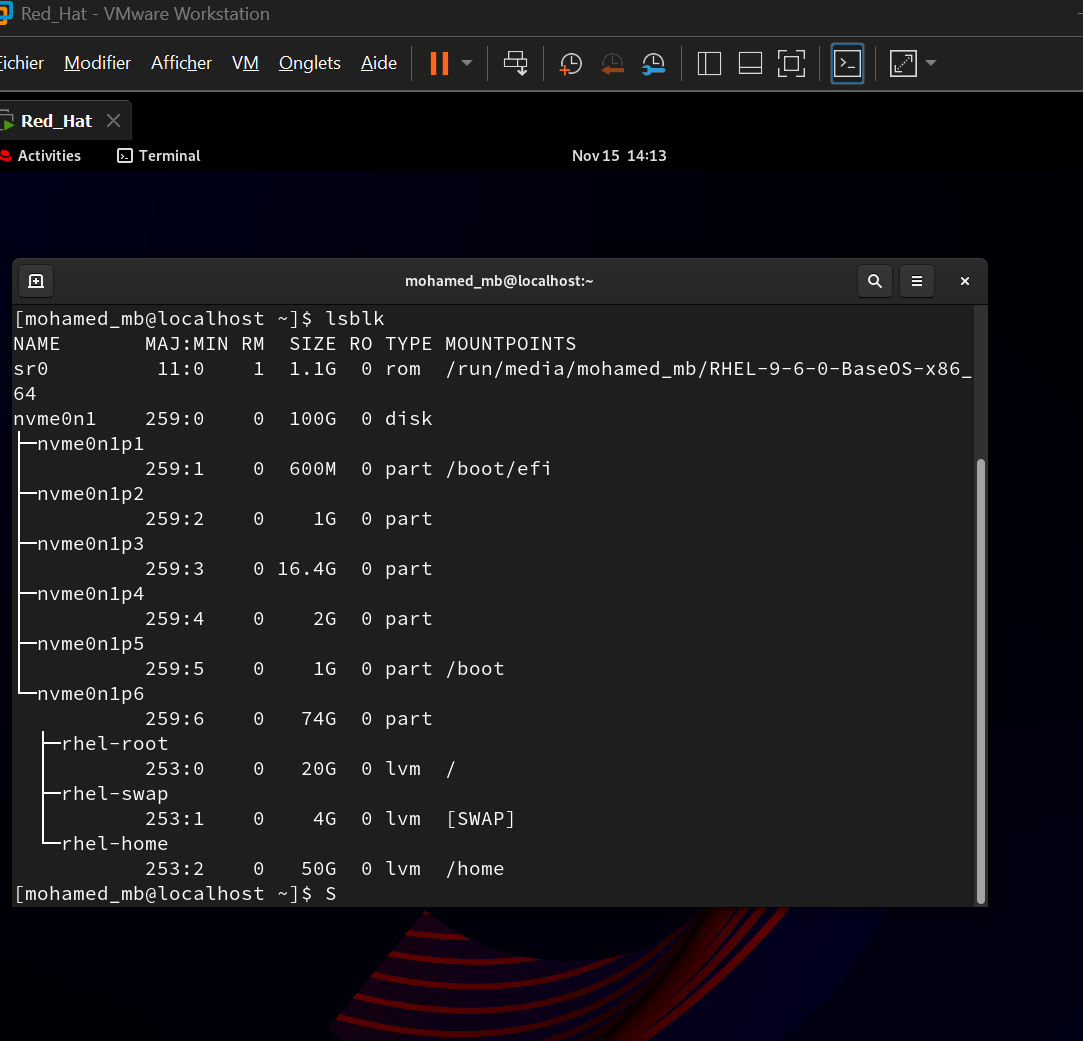 Red_Hat - VMware Workstation
Fichier Modifier Afficher VM Onglets Aide
Red_Hat
Activities Terminal Nov 15 14:13
mohamed_mb@localhost:~
[mohamed_mb@localhost ~]$ lsblk
NAME MAJ:MIN RM SIZE RO TYPE MOUNTPOINTS
sr0 11:0 1 1.1G 0 rom /run/media/mohamed_mb/RHEL-9-6-0-BaseOS-x86_
64
nvme0n1 259:0 0 100G 0 disk
├─nvme0n1p1
259:1 0 600M 0 part /boot/efi
├─nvme0n1p2
259:2 0 1G 0 part
├─nvme0n1p3
259:3 0 16.4G 0 part
├─nvme0n1p4
259:4 0 2G 0 part
├─nvme0n1p5
259:5 0 1G 0 part /boot
└─nvme0n1p6
259:6 0 74G 0 part
├─rhel-root
253:0 0 20G 0 lvm /
├─rhel-swap
253:1 0 4G 0 lvm [SWAP]
└─rhel-home
253:2 0 50G 0 lvm /home
[mohamed_mb@localhost ~]$ S